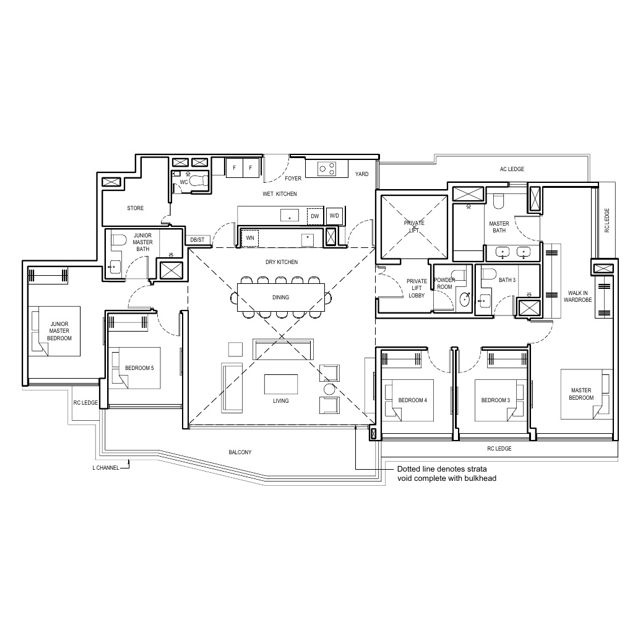 AC LEDGE
F
F
FOYER
YARD
WC
WET KITCHEN
STORE
DW
W/D
RC LEDGE
PRIVATE
LIFT
MASTER
BATH
JUNIOR
MASTER
BATH
DB/ST
WN
DRY KITCHEN
PRIVATE
LIFT
LOBBY
POWDER
ROOM
BATH 3
DINING
WALK IN
WARDROBE
JUNIOR
MASTER
BEDROOM
BEDROOM 5
LIVING
BEDROOM 4
BEDROOM 3
MASTER
BEDROOM
RC LEDGE
RC LEDGE
BALCONY
L CHANNEL
Dotted line denotes strata
void complete with bulkhead